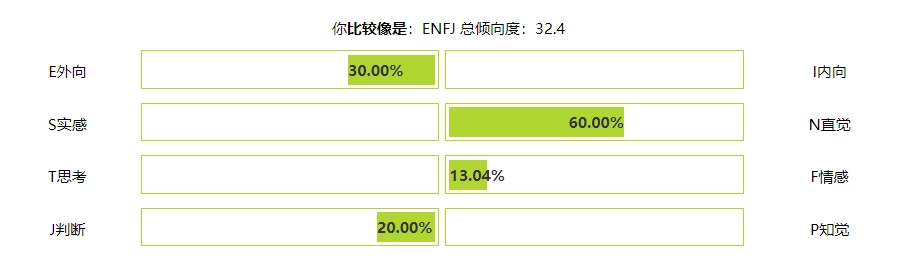 你比较像是：ENFJ 总倾向度：32.4
E外向 30.00% I内向
S实感 60.00% N直觉
T思考 13.04% F情感
J判断 20.00% P知觉